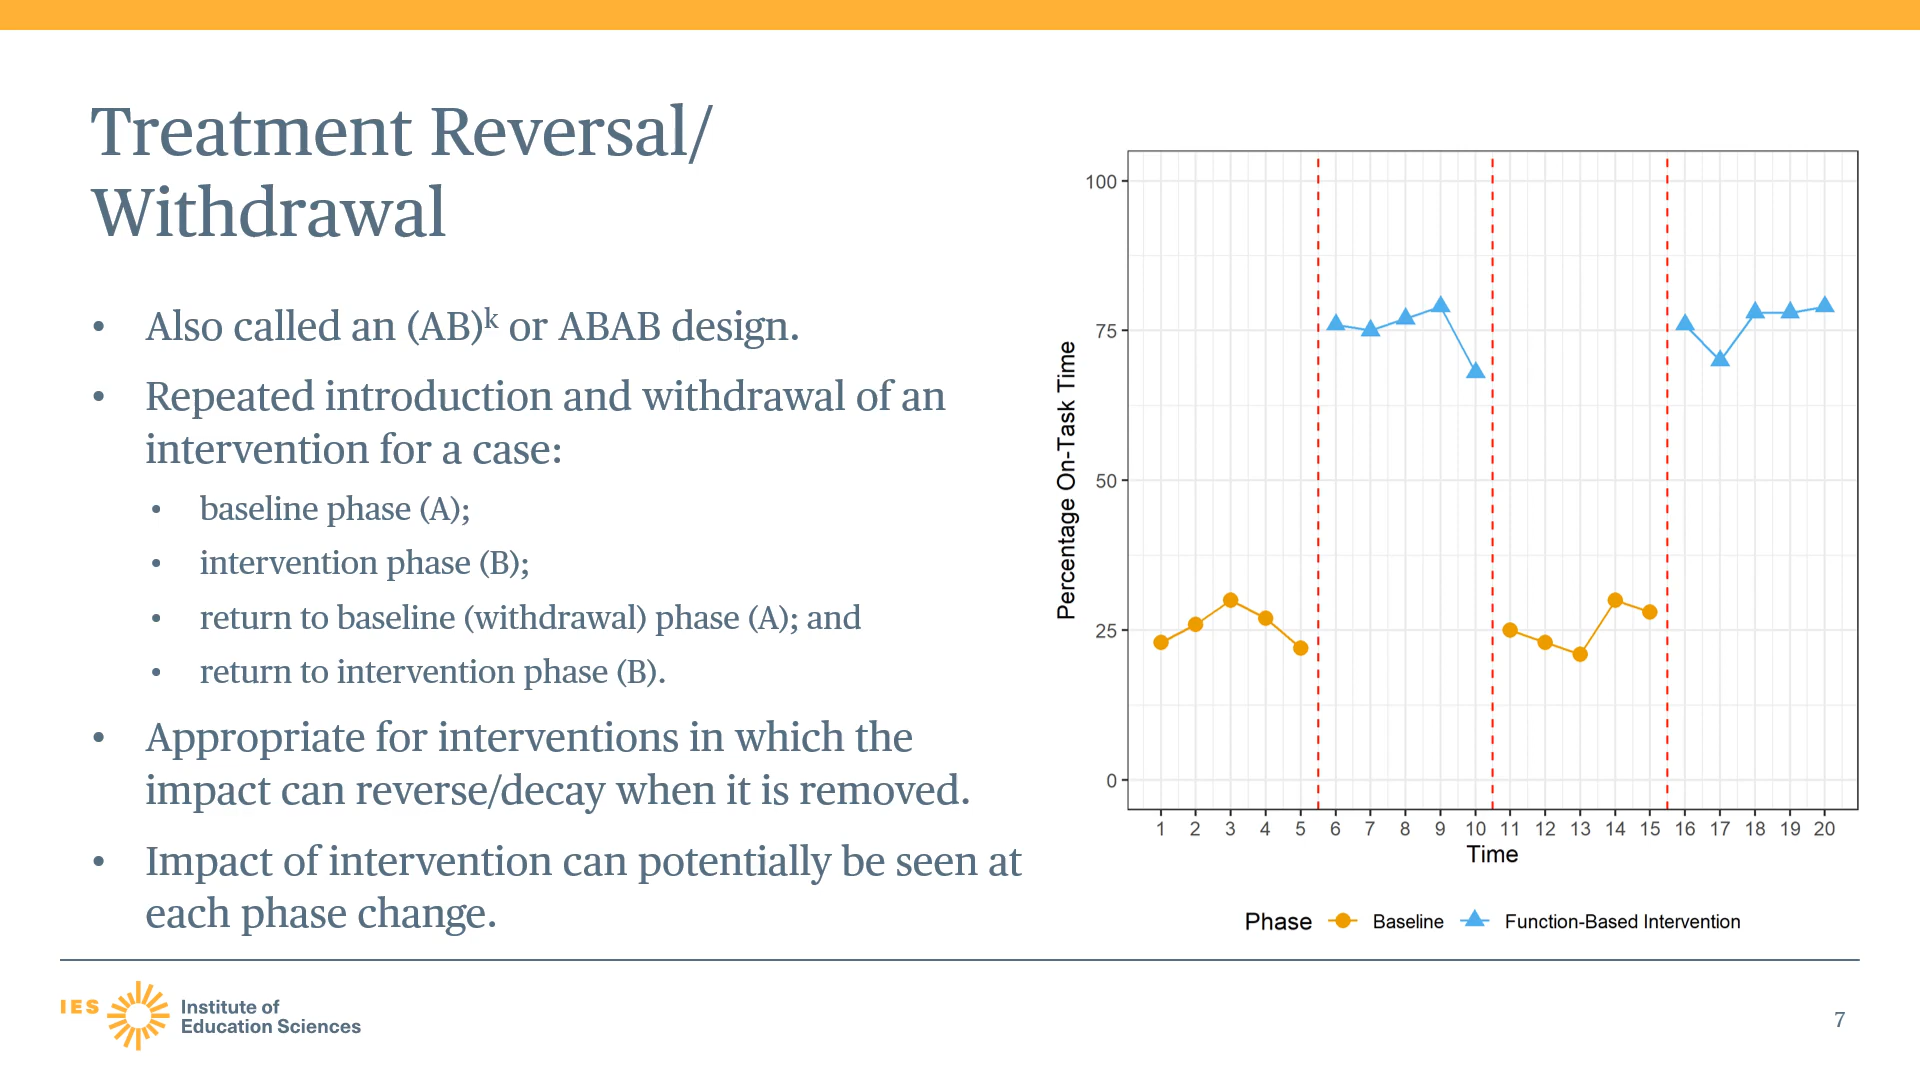 Treatment Reversal/
Withdrawal
• Also called an (AB)ᵏ or ABAB design.
• Repeated introduction and withdrawal of an
intervention for a case:
• baseline phase (A);
• intervention phase (B);
• return to baseline (withdrawal) phase (A); and
• return to intervention phase (B).
• Appropriate for interventions in which the
impact can reverse/decay when it is removed.
• Impact of intervention can potentially be seen at
each phase change.
Percentage On-Task Time
100
75
50
25
0
1 2 3 4 5 6 7 8 9 10 11 12 13 14 15 16 17 18 19 20
Time
Phase Baseline Function-Based Intervention
IES
Institute of
Education Sciences
7